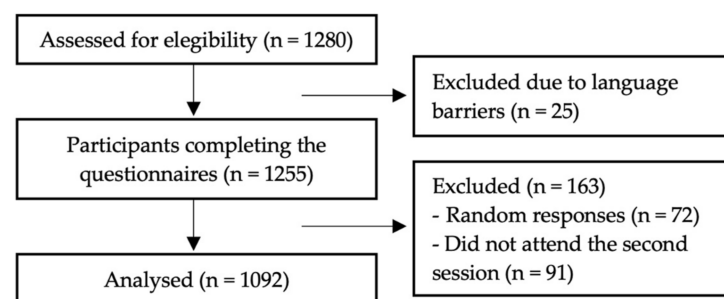 Assessed for elegibility (n = 1280)
Excluded due to language
barriers (n = 25)
Participants completing the
questionnaires (n = 1255)
Excluded (n = 163)
- Random responses (n = 72)
- Did not attend the second
session (n = 91)
Analysed (n = 1092)